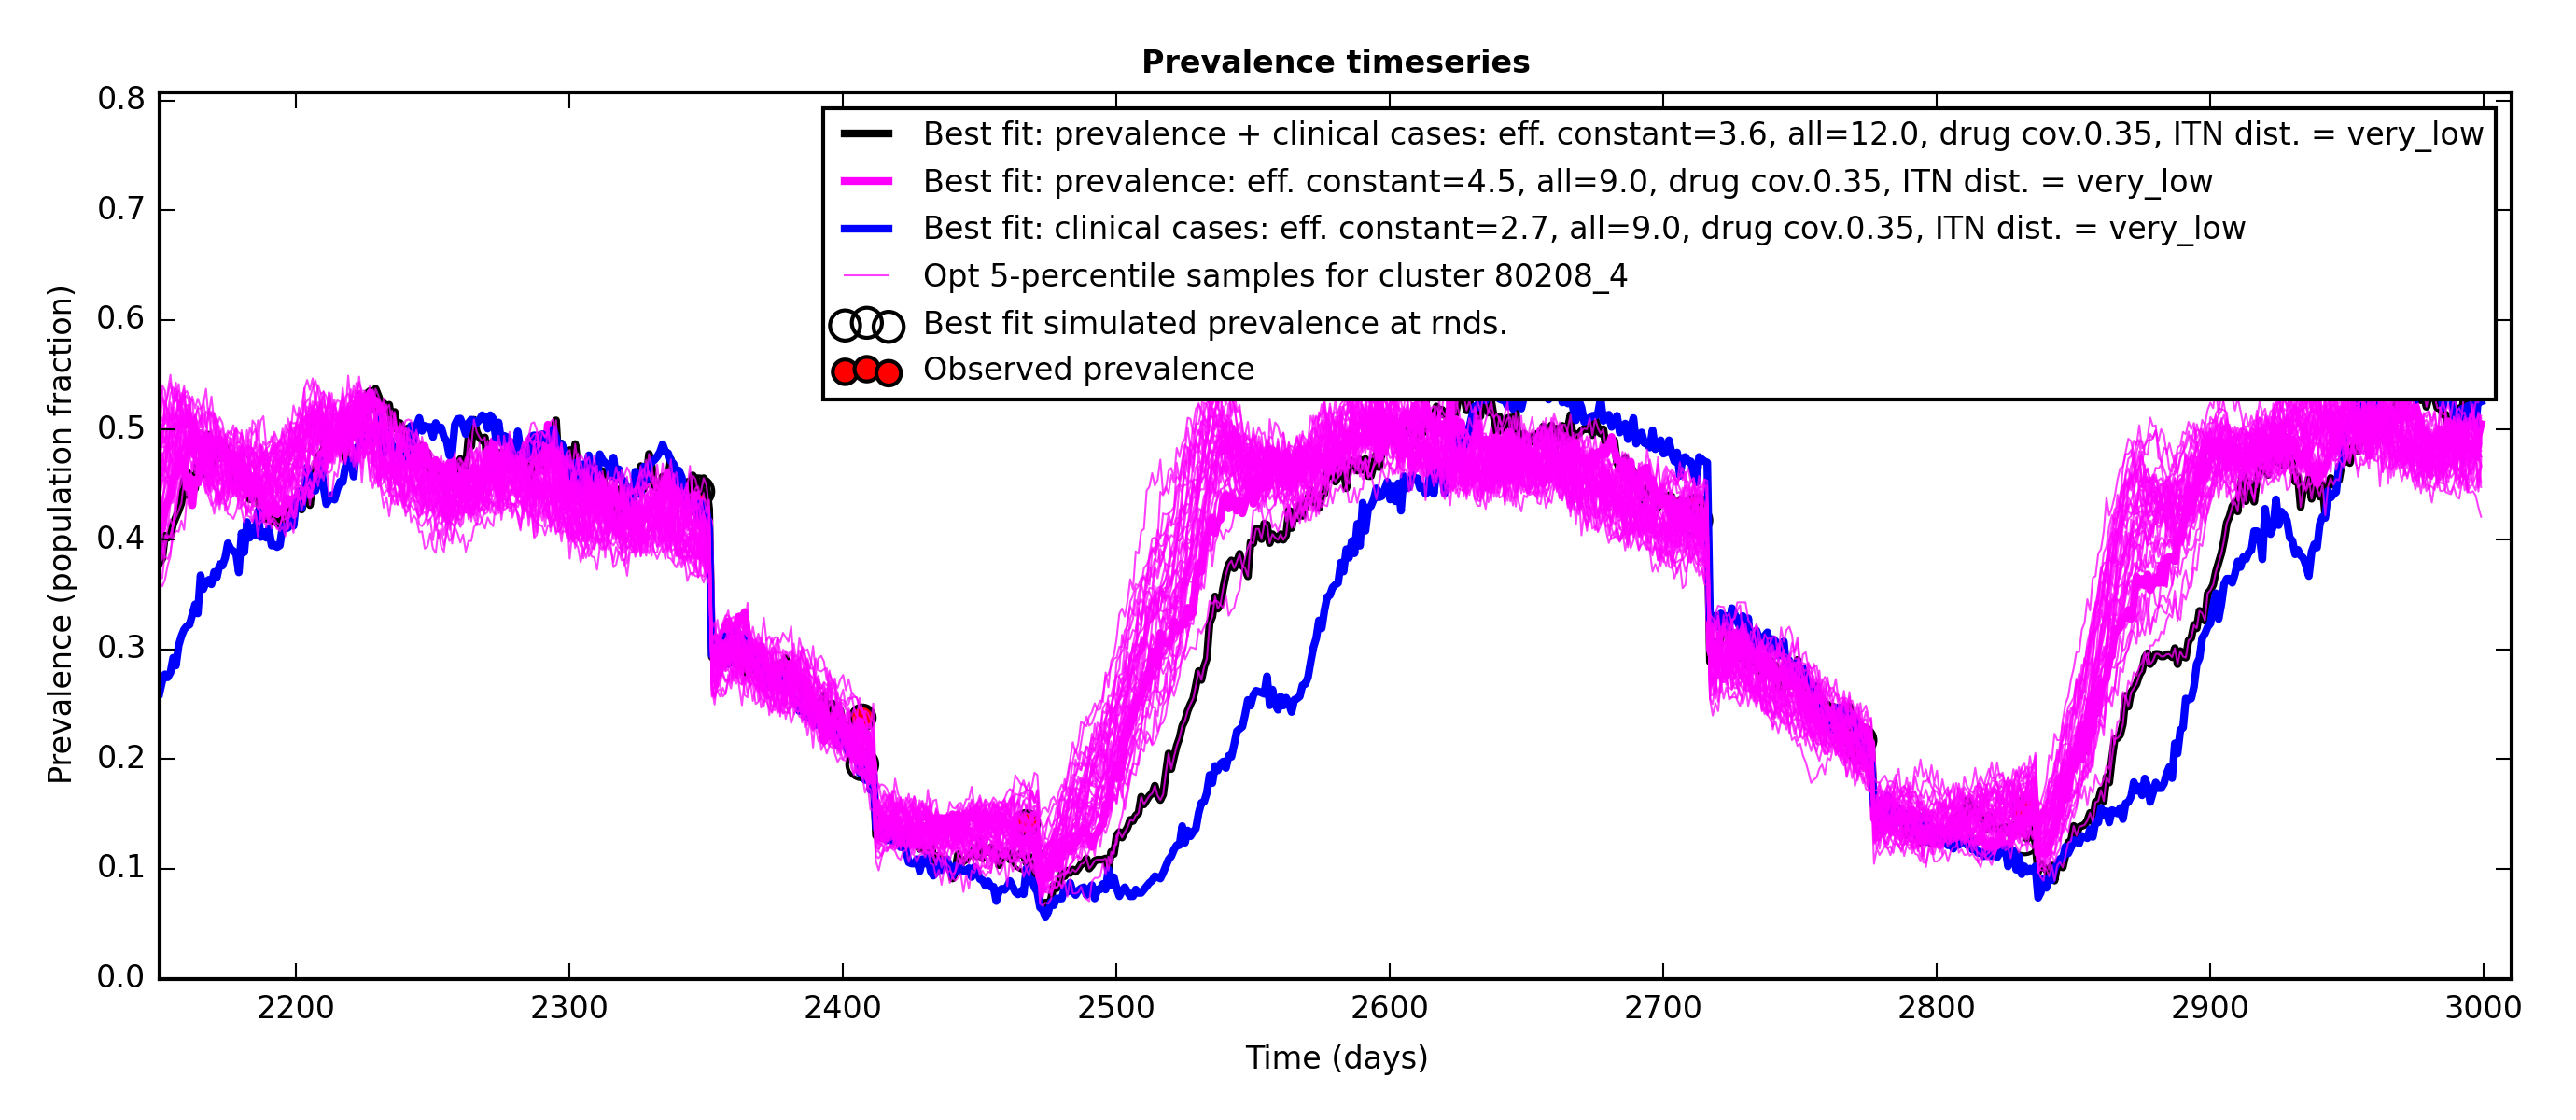 Prevalence timeseries
Best fit: prevalence + clinical cases: eff. constant=3.6, all=12.0, drug cov.0.35, ITN dist. = very_low
Best fit: prevalence: eff. constant=4.5, all=9.0, drug cov.0.35, ITN dist. = very_low
Best fit: clinical cases: eff. constant=2.7, all=9.0, drug cov.0.35, ITN dist. = very_low
Opt 5-percentile samples for cluster 80208_4
Best fit simulated prevalence at rnds.
Observed prevalence
Prevalence (population fraction)
0.8
0.7
0.6
0.5
0.4
0.3
0.2
0.1
0.0
2200 2300 2400 2500 2600 2700 2800 2900 3000
Time (days)